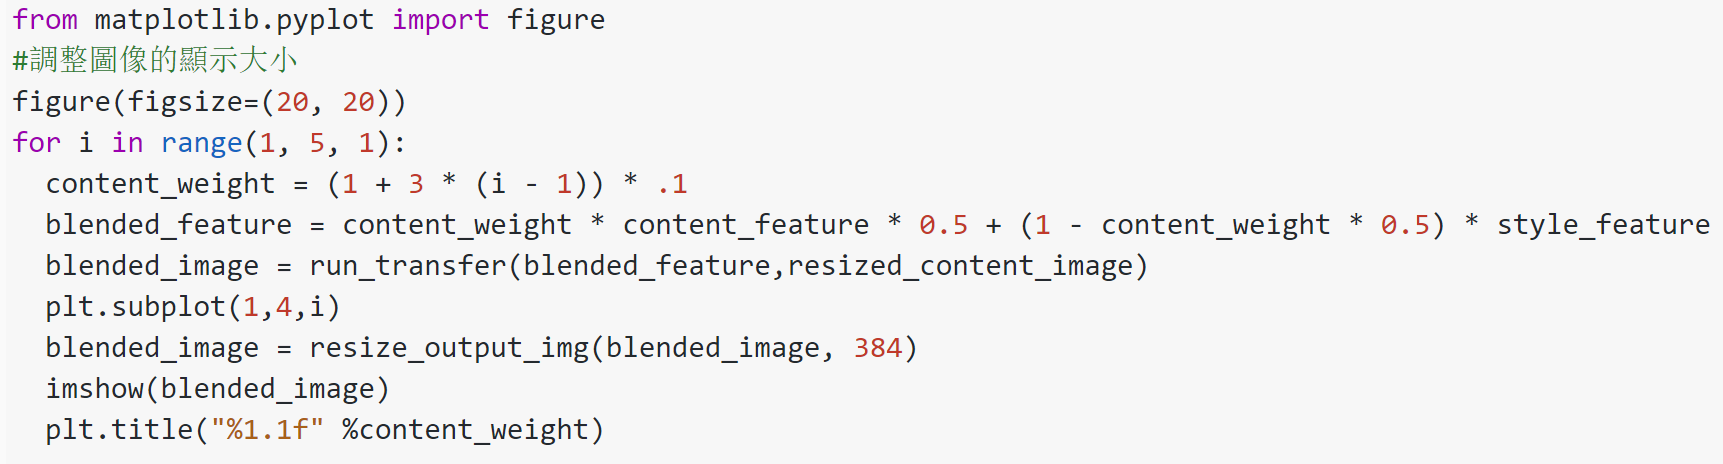 from matplotlib.pyplot import figure
#調整圖像的顯示大小
figure(figsize=(20, 20))
for i in range(1, 5, 1):
  content_weight = (1 + 3 * (i - 1)) * .1
  blended_feature = content_weight * content_feature * 0.5 + (1 - content_weight * 0.5) * style_feature
  blended_image = run_transfer(blended_feature,resized_content_image)
  plt.subplot(1,4,i)
  blended_image = resize_output_img(blended_image, 384)
  imshow(blended_image)
  plt.title("%1.1f" %content_weight)